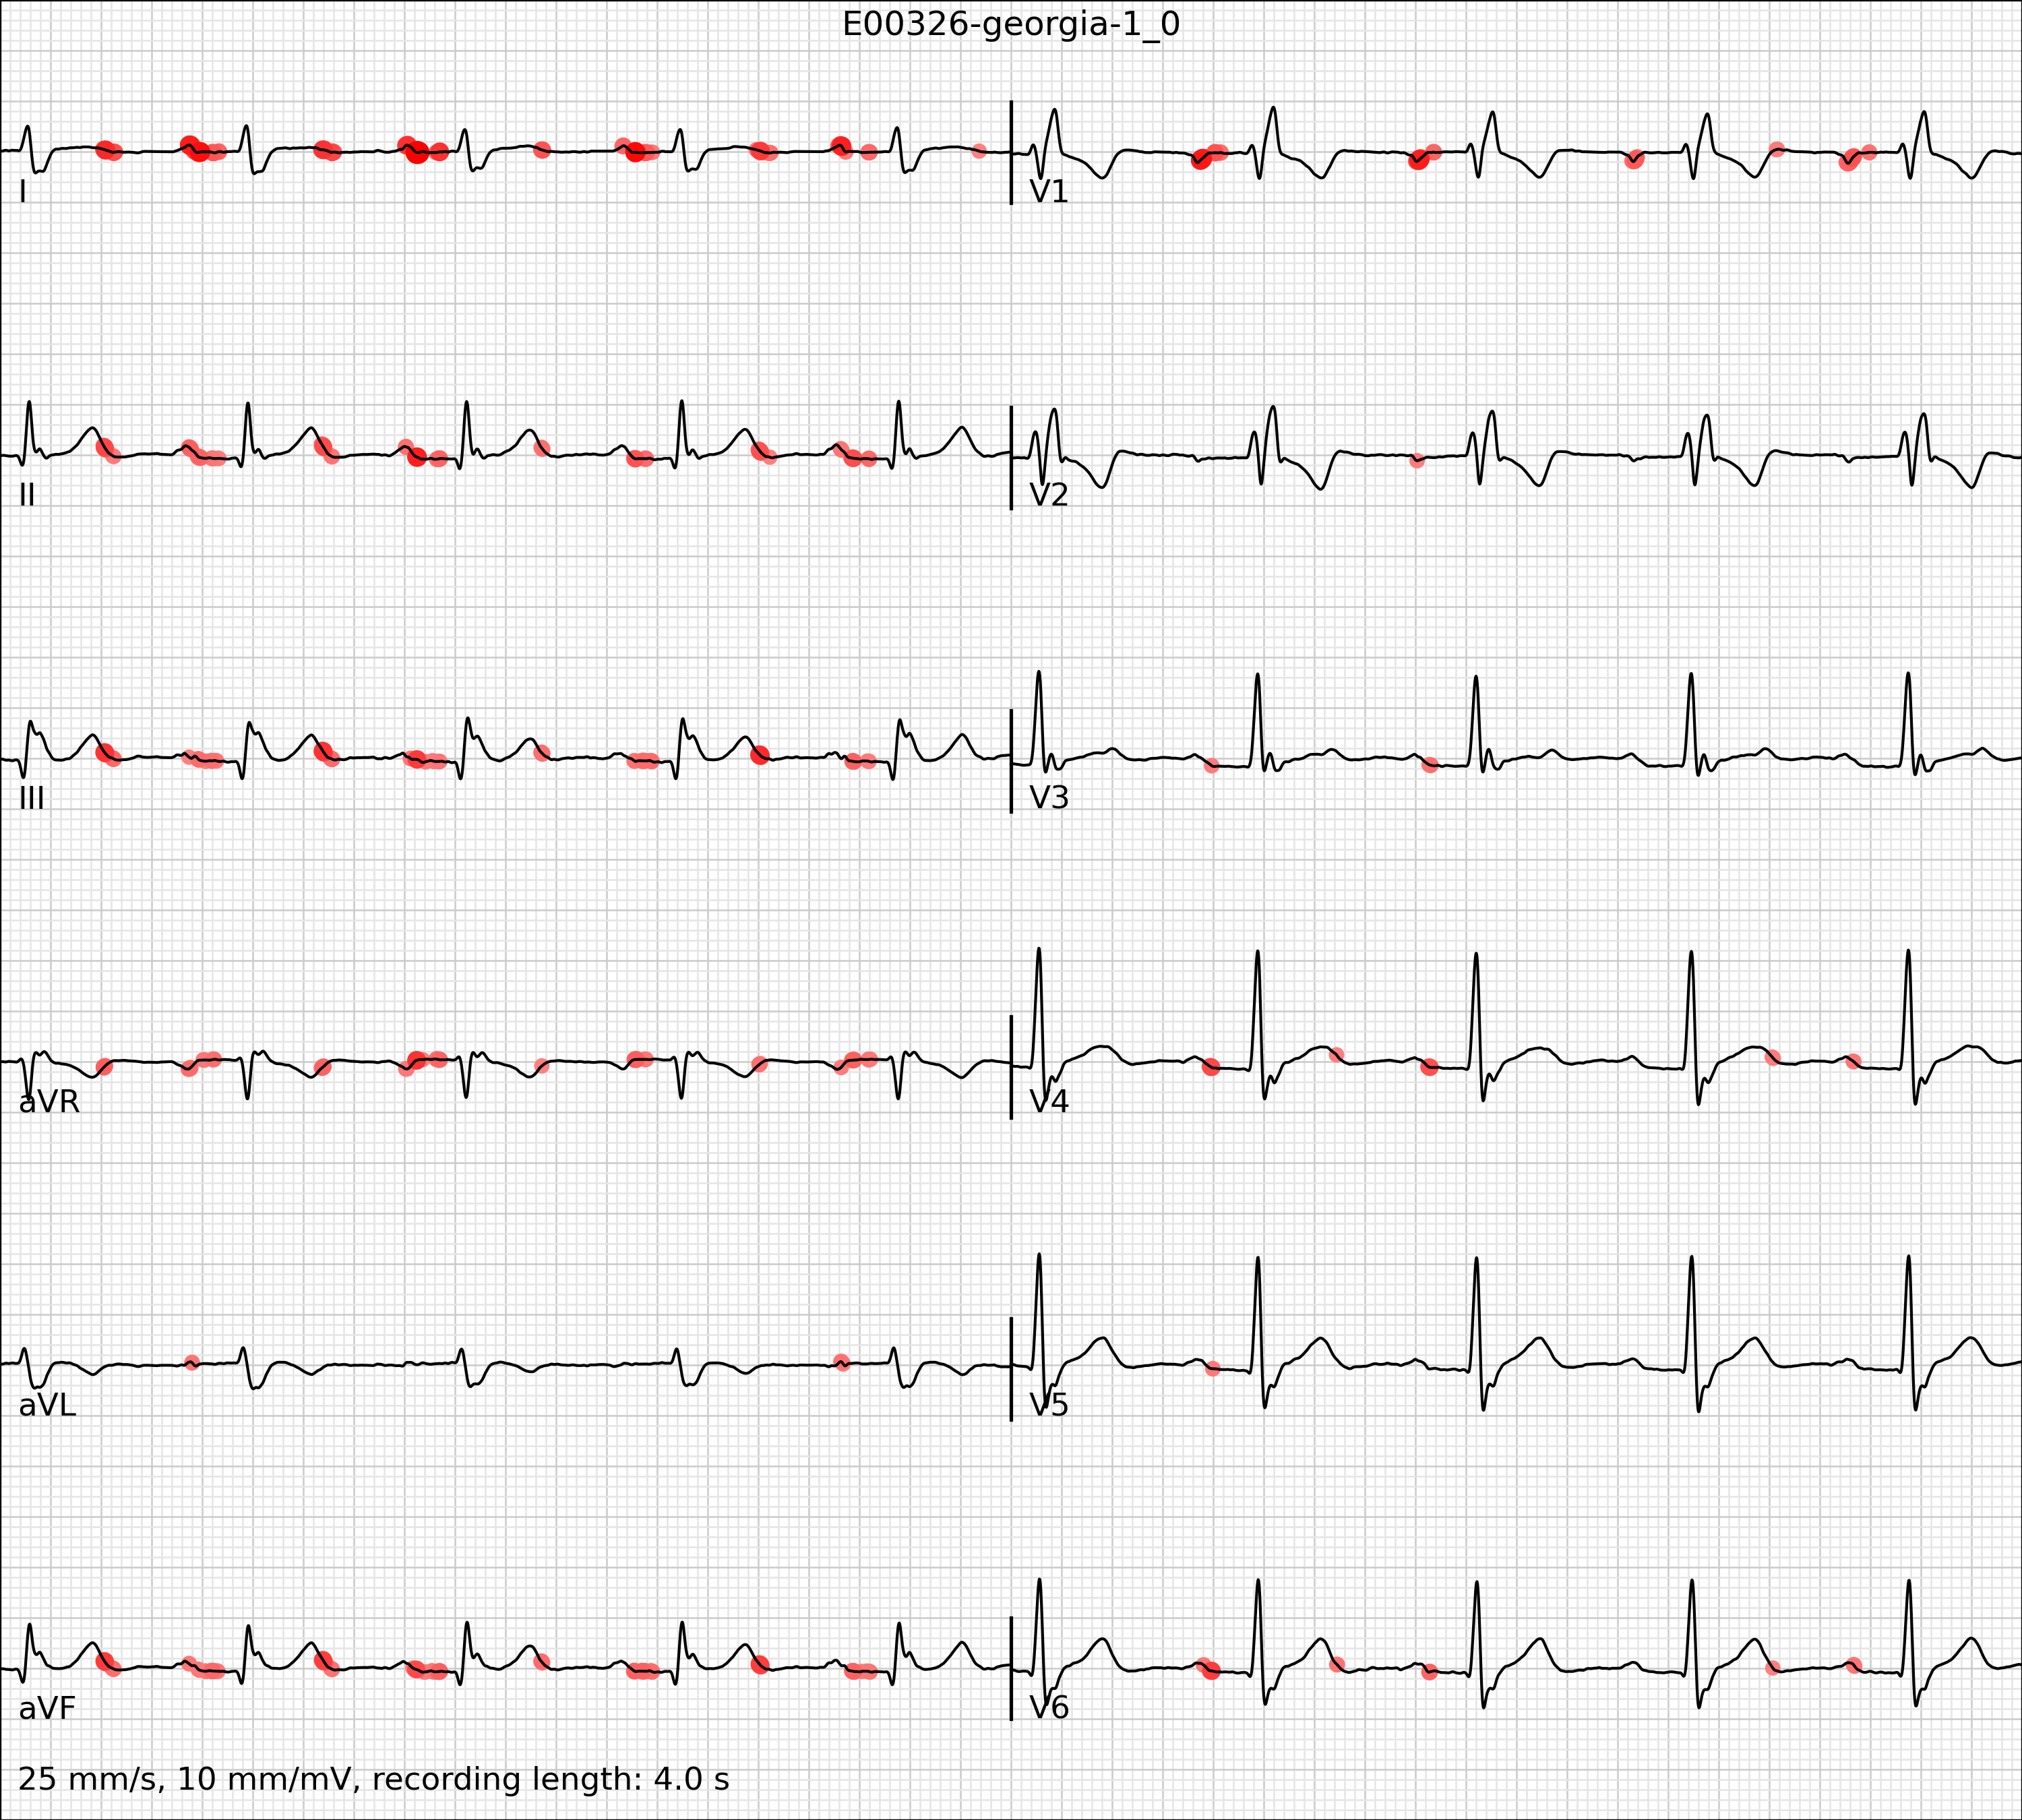 E00326-georgia-1_0
I
V1
II
V2
III
V3
aVR
V4
aVL
V5
aVF
V6
25 mm/s, 10 mm/mV, recording length: 4.0 s